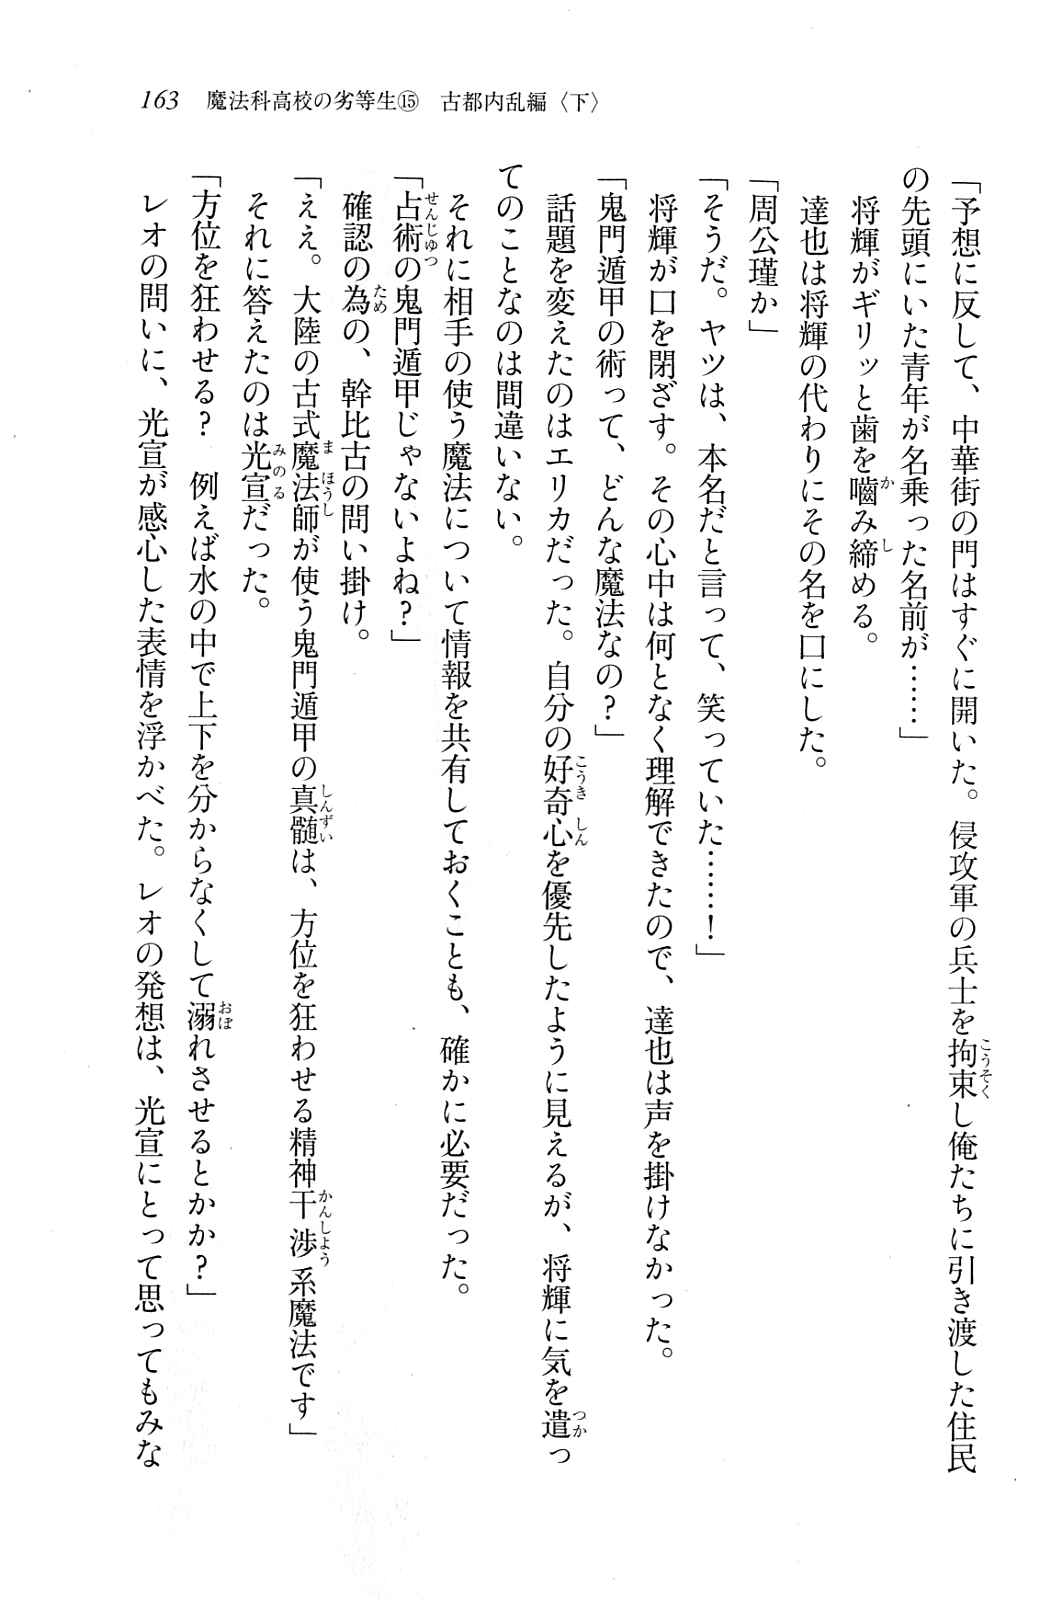 163 魔法科高校の劣等生⑮ 古都内乱編〈下〉
「予想に反して、中華街の門はすぐに開いた。侵攻軍の兵士を拘束し俺たちに引き渡した住民
の先頭にいた青年が名乗った名前が……」
将輝がギリッと歯を嚙み締める。
達也は将輝の代わりにその名を口にした。
「周公瑾か」
「そうだ。ヤツは、本名だと言って、笑っていた……！」
将輝が口を閉ざす。その心中は何となく理解できたので、達也は声を掛けなかった。
「鬼門遁甲の術って、どんな魔法なの？」
話題を変えたのはエリカだった。自分の好奇心を優先したように見えるが、将輝に気を遣っ
てのことなのは間違いない。
それに相手の使う魔法について情報を共有しておくことも、確かに必要だった。
「占術の鬼門遁甲じゃないよね？」
確認の為の、幹比古の問い掛け。
「ええ。大陸の古式魔法師が使う鬼門遁甲の真髄は、方位を狂わせる精神干渉系魔法です」
それに答えたのは光宣だった。
「方位を狂わせる？　例えば水の中で上下を分からなくして溺れさせるとかか？」
レオの問いに、光宣が感心した表情を浮かべた。レオの発想は、光宣にとって思ってもみな